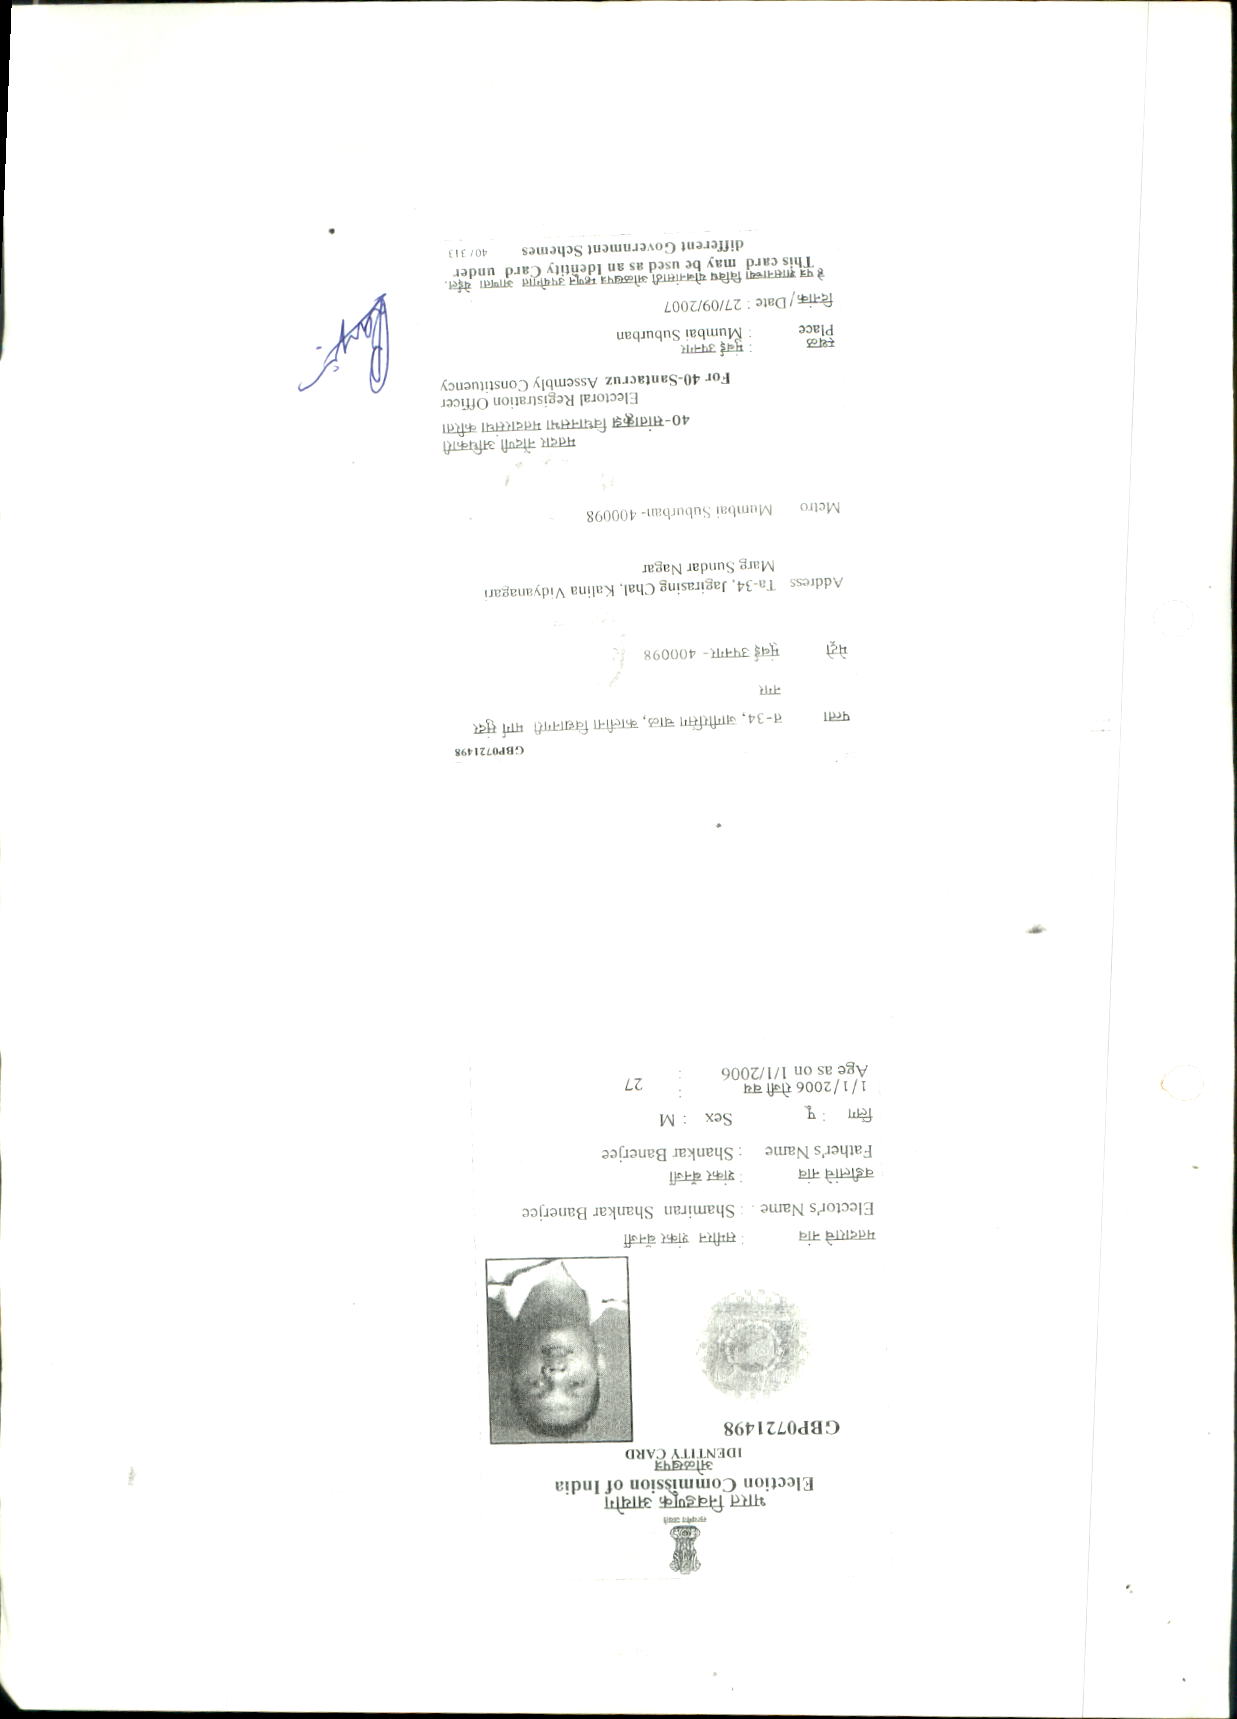 सत्यमेव जयते
भारत निवडणूक आयोग
Election Commission of India
ओळखपत्र
IDENTITY CARD
GBP0721498
मतदाराचे नांव : समीरन शंकर बॅनर्जी
Elector's Name : Shamiran Shankar Banerjee
वडीलांचे नांव : शंकर बॅनर्जी
Father's Name : Shankar Banerjee
लिंग : पू Sex : M
1/1/2006 रोजी वय :
Age as on 1/1/2006 : 27
GBP0721498
पत्ता त-34, जागीरसिंग चाळ, कालीना विद्यानगरी मार्ग सुंदर
नगर
मेट्रो मुंबई उपनगर- 400098
Address Ta-34, Jagirasing Chal, Kalina Vidyanagari
Marg Sundar Nagar
Metro Mumbai Suburban- 400098
मतदार नोंदणी अधिकारी
40-सांताक्रूझ विधानसभा मतदारसंघा करिता
Electoral Registration Officer
For 40-Santacruz Assembly Constituency
स्थळ : मुंबई उपनगर
Place : Mumbai Suburban
दिनांक / Date : 27/09/2007
हे पत्र शासनाच्या विविध योजनांसाठी ओळखपत्र म्हणून उपयोगात आणता येईल.
This card may be used as an Identity Card under
different Government Schemes 40/ 313